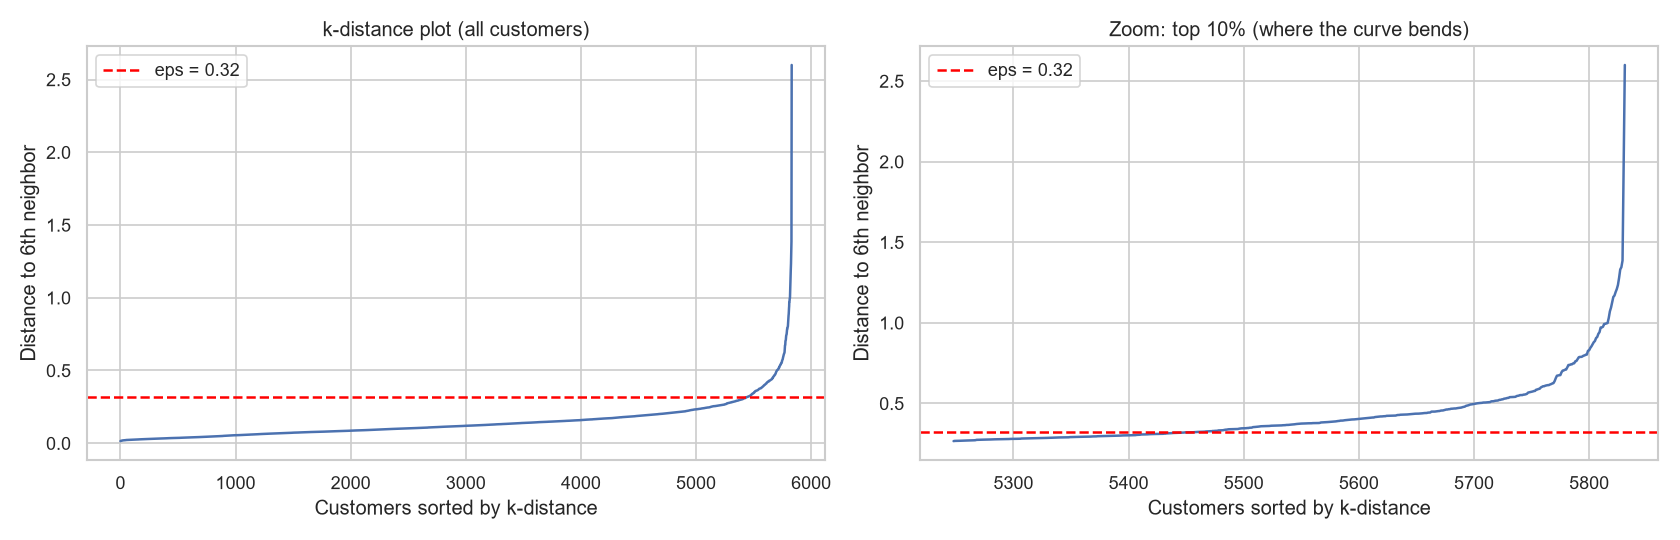 k-distance plot (all customers)
eps = 0.32
2.5
2.0
1.5
1.0
0.5
0.0
Distance to 6th neighbor
0 1000 2000 3000 4000 5000 6000
Customers sorted by k-distance
Zoom: top 10% (where the curve bends)
eps = 0.32
2.5
2.0
1.5
1.0
0.5
Distance to 6th neighbor
5300 5400 5500 5600 5700 5800
Customers sorted by k-distance